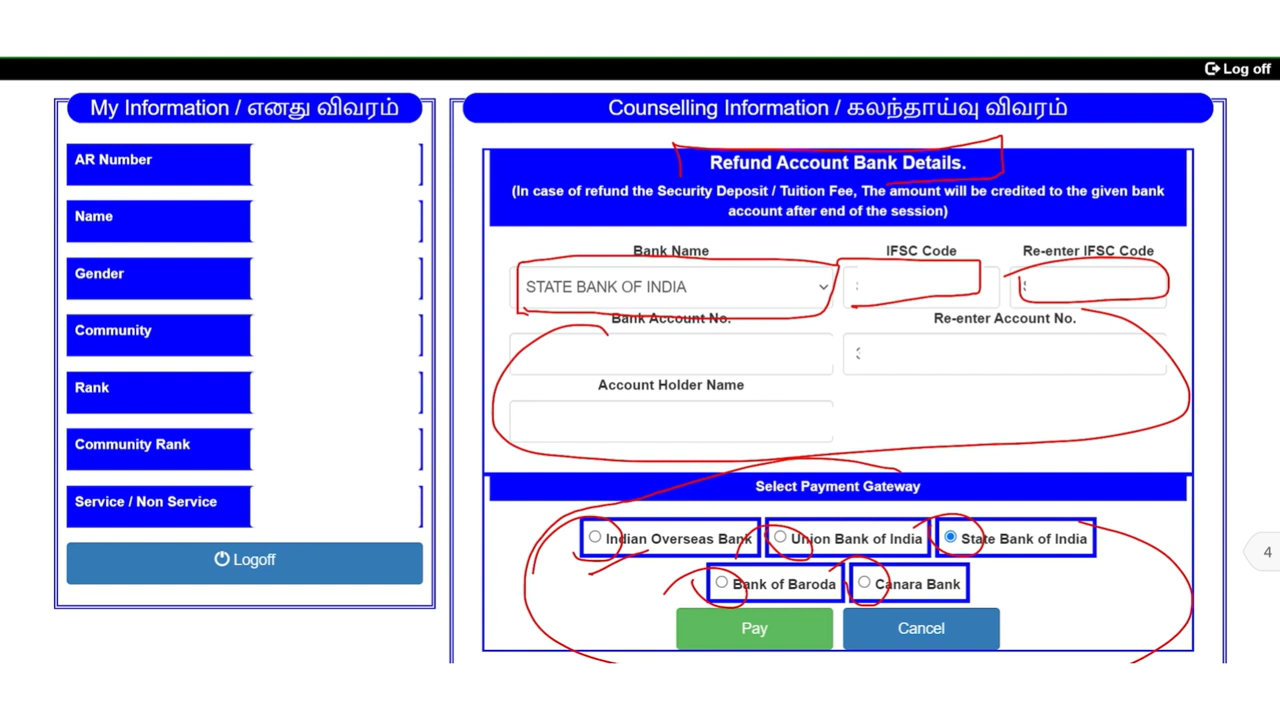 Log off
My Information / எனது விவரம்
AR Number
Name
Gender
Community
Rank
Community Rank
Service / Non Service
Logoff
Counselling Information / கலந்தாய்வு விவரம்
Refund Account Bank Details.
(In case of refund the Security Deposit / Tuition Fee, The amount will be credited to the given bank
account after end of the session)
Bank Name IFSC Code Re-enter IFSC Code
STATE BANK OF INDIA
Bank Account No. Re-enter Account No.
Account Holder Name
Select Payment Gateway
Indian Overseas Bank Union Bank of India State Bank of India
Bank of Baroda Canara Bank
Pay Cancel
4